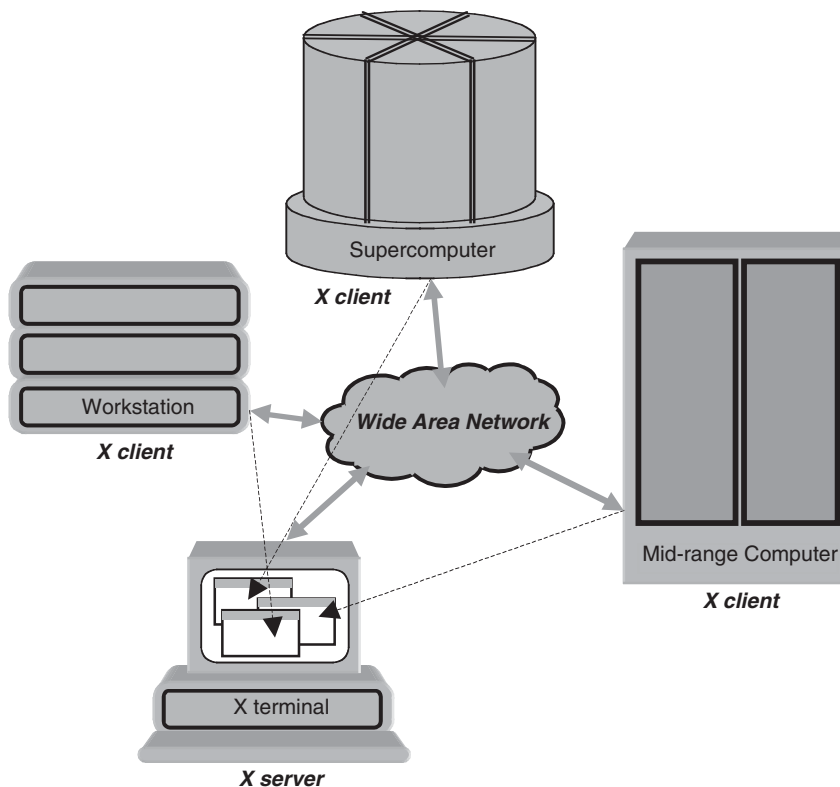 Supercomputer
X client
Workstation
X client
Wide Area Network
Mid-range Computer
X client
X terminal
X server